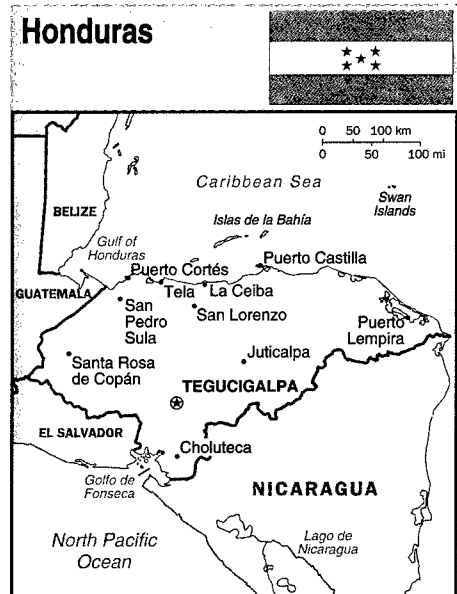 Honduras
0 50 100 km
0 50 100 mi
Caribbean Sea
Swan
Islands
BELIZE
Islas de la Bahía
Gulf of
Honduras
Puerto Castilla
Puerto Cortés
GUATEMALA
Tela
La Ceiba
San
Pedro
Sula
San Lorenzo
Puerto
Lempira
Juticalpa
Santa Rosa
de Copán
TEGUCIGALPA
EL SALVADOR
Choluteca
Golfo de
Fonseca
NICARAGUA
North Pacific
Ocean
Lago de
Nicaragua